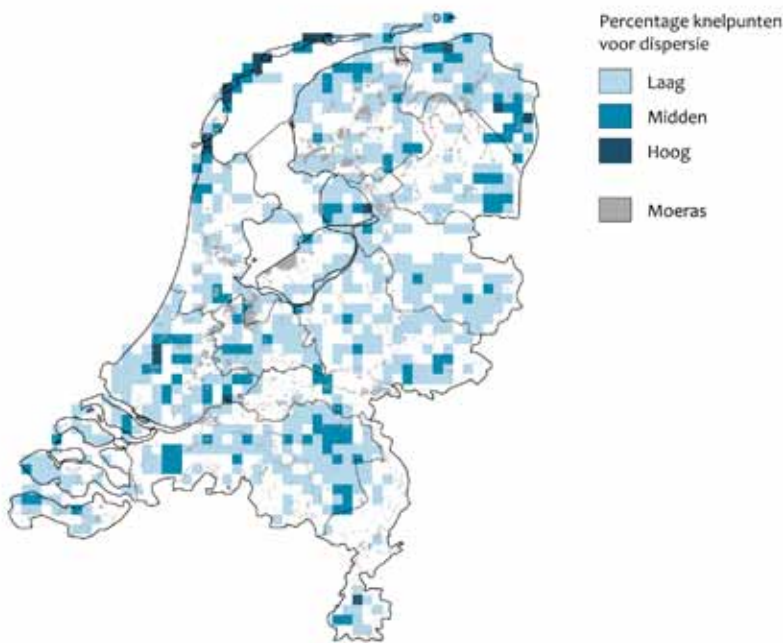 Percentage knelpunten
voor dispersie
Laag
Midden
Hoog
Moeras